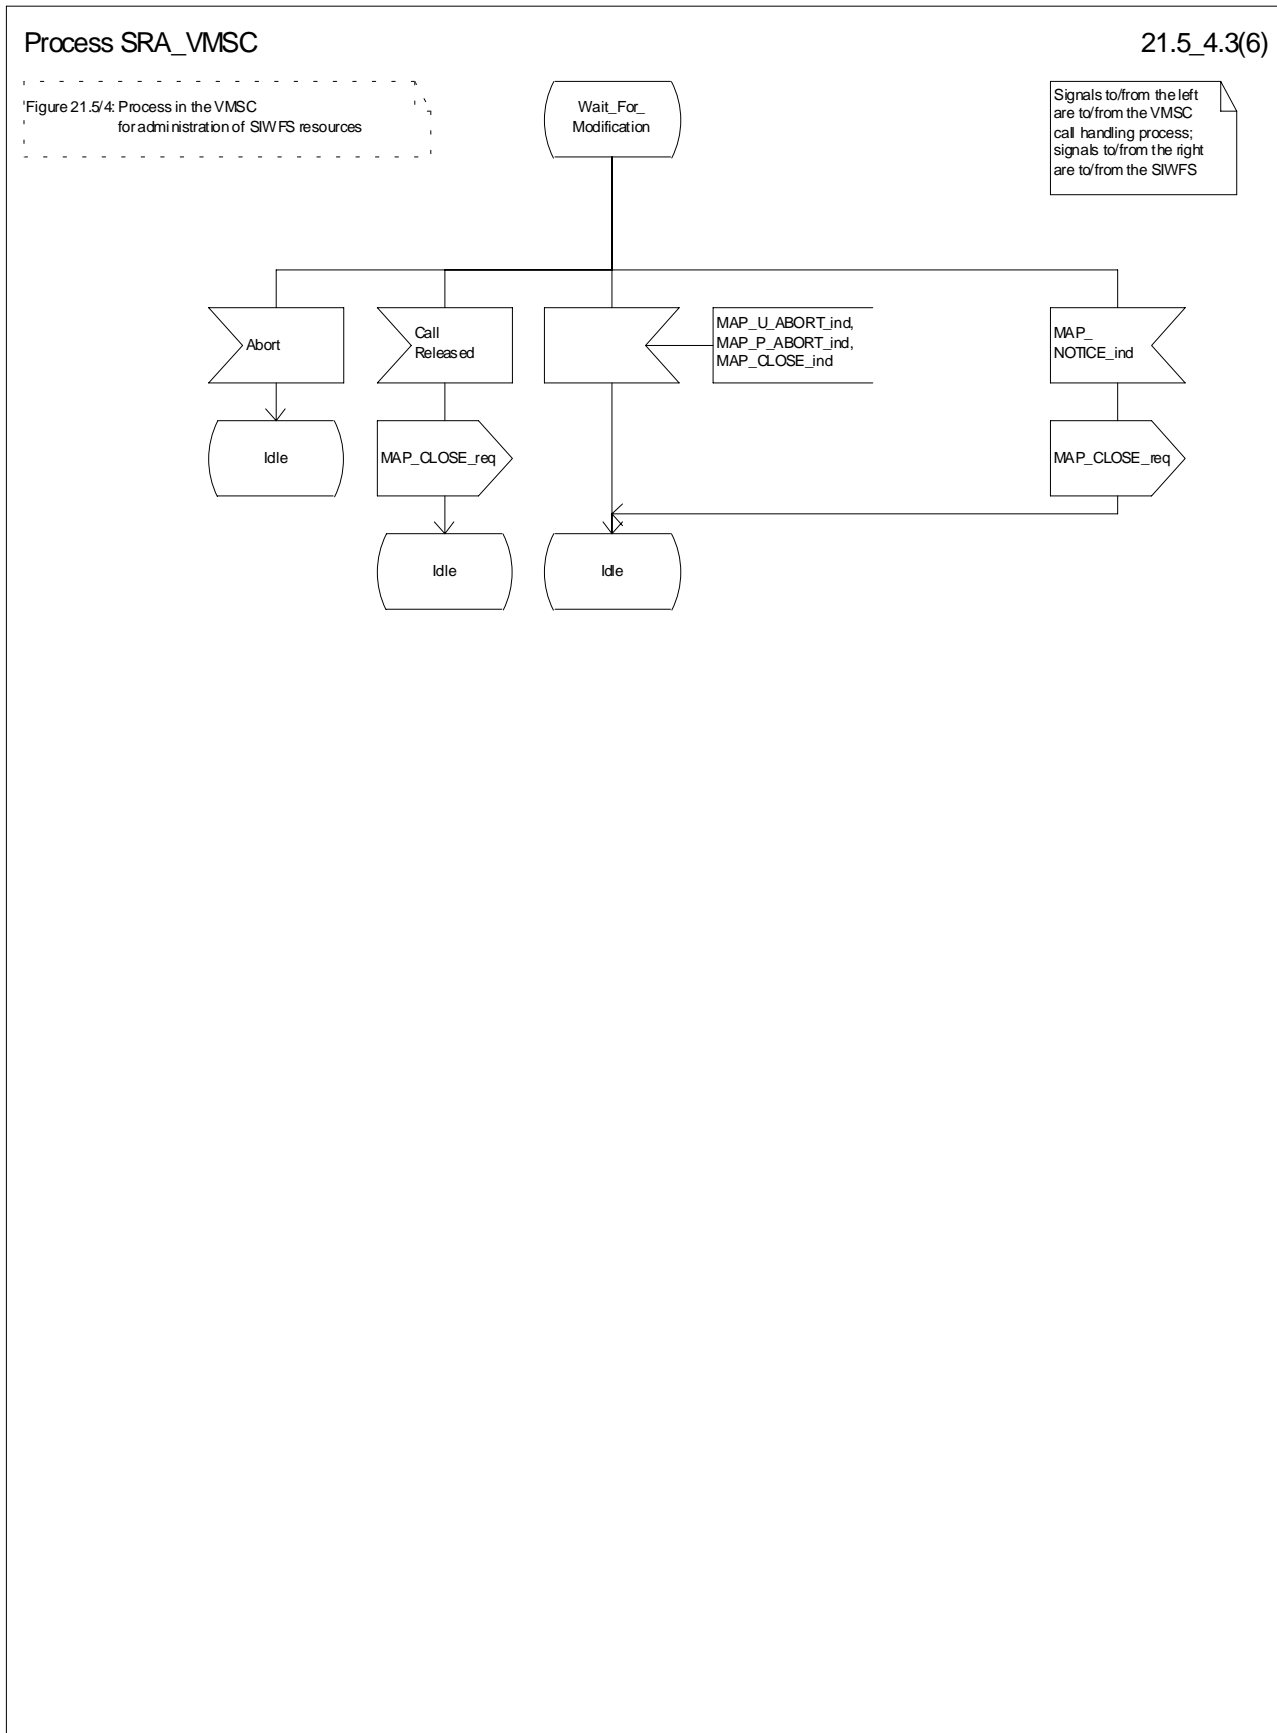 Process SRA_VMSC
21.5_4.3(6)
Figure 21.5/4: Process in the VMSC
for administration of SIWFS resources
Wait_For_
Modification
Signals to/from the left
are to/from the VMSC
call handling process;
signals to/from the right
are to/from the SIWFS
Abort
Call
Released
MAP_U_ABORT_ind,
MAP_P_ABORT_ind,
MAP_CLOSE_ind
MAP_
NOTICE_ind
Idle
MAP_CLOSE_req
MAP_CLOSE_req
Idle
Idle